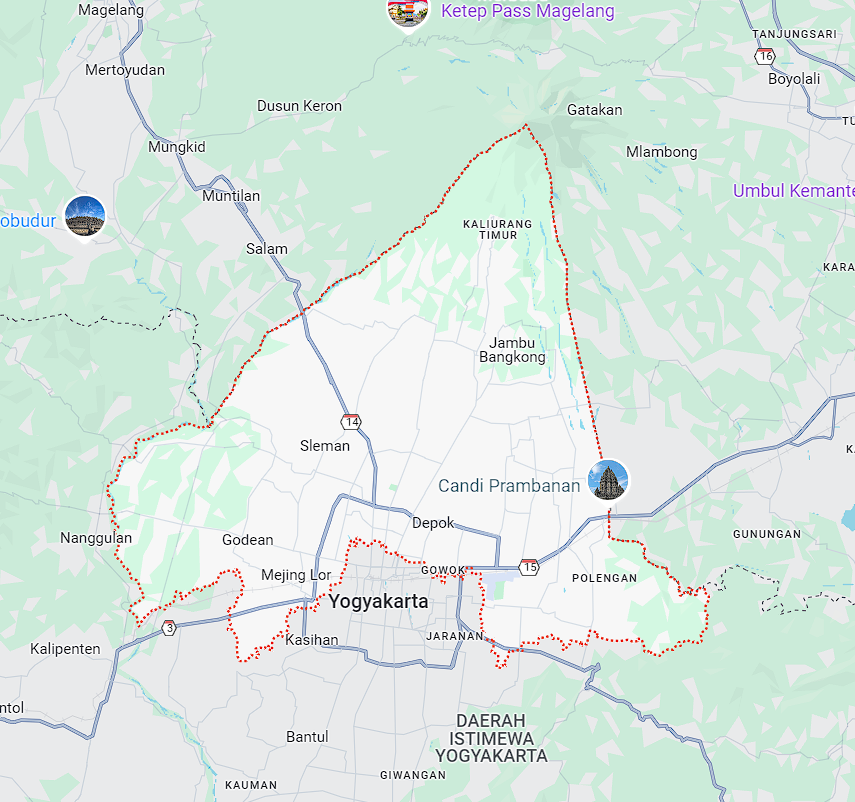 Magelang
Ketep Pass Magelang
TANJUNGSARI
16
Boyolali
Mertoyudan
Dusun Keron
Gatakan
TU
Mungkid
Mlambong
Muntilan
Umbul Kemante
obudur
KALIURANG
TIMUR
Salam
KARA
Jambu
Bangkong
14
Sleman
K
Candi Prambanan
Depok
Nanggulan
Godean
GUNUNGAN
GOWOK
15
Mejing Lor
POLENGAN
Yogyakarta
3
Kasihan
JARANAN
Kalipenten
ntol
DAERAH
ISTIMEWA
YOGYAKARTA
Bantul
GIWANGAN
KAUMAN